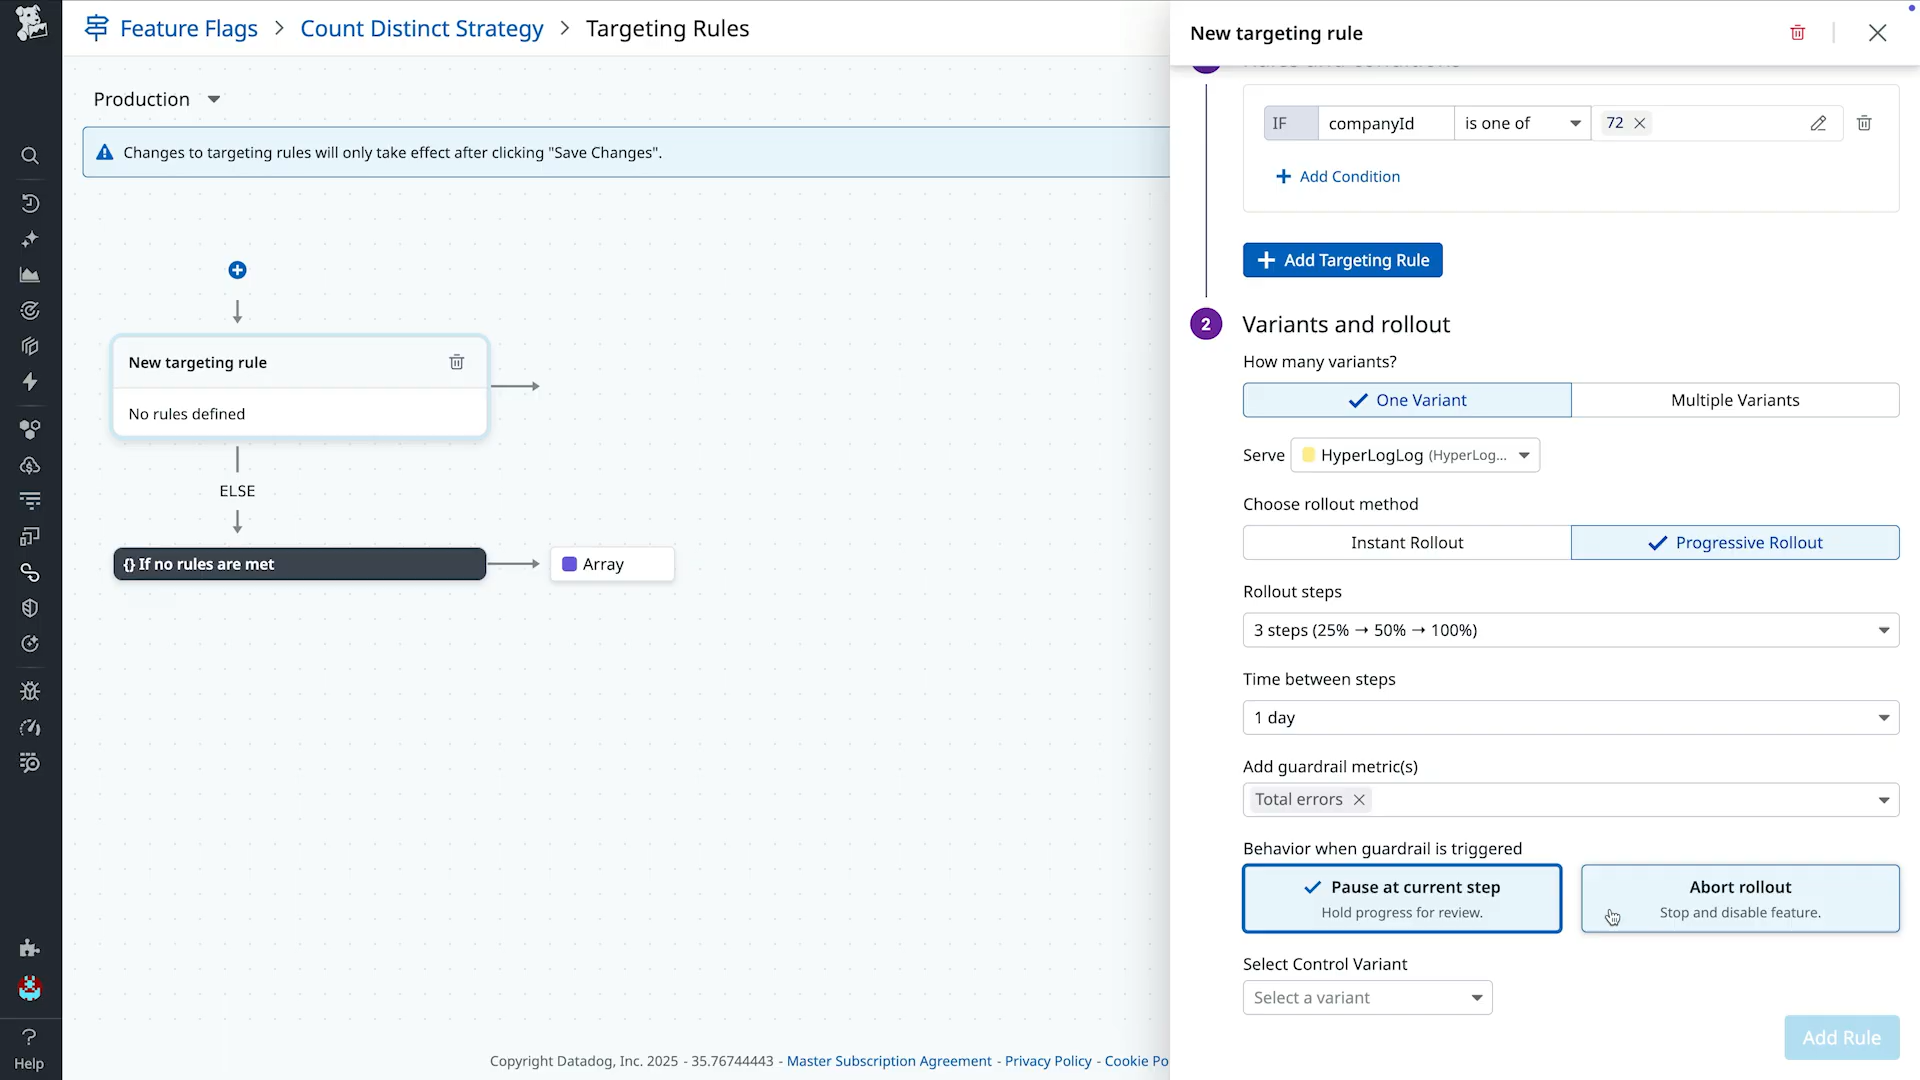 Feature Flags > Count Distinct Strategy > Targeting Rules
Production
Changes to targeting rules will only take effect after clicking "Save Changes".
New targeting rule
No rules defined
ELSE
{} If no rules are met
Array
Help
Copyright Datadog, Inc. 2025 - 35.76744443 - Master Subscription Agreement - Privacy Policy - Cookie Po
New targeting rule
IF companyId is one of 72
Add Condition
Add Targeting Rule
2 Variants and rollout
How many variants?
One Variant Multiple Variants
Serve HyperLogLog (HyperLog...
Choose rollout method
Instant Rollout Progressive Rollout
Rollout steps
3 steps (25% → 50% → 100%)
Time between steps
1 day
Add guardrail metric(s)
Total errors
Behavior when guardrail is triggered
Pause at current step
Hold progress for review.
Abort rollout
Stop and disable feature.
Select Control Variant
Select a variant
Add Rule